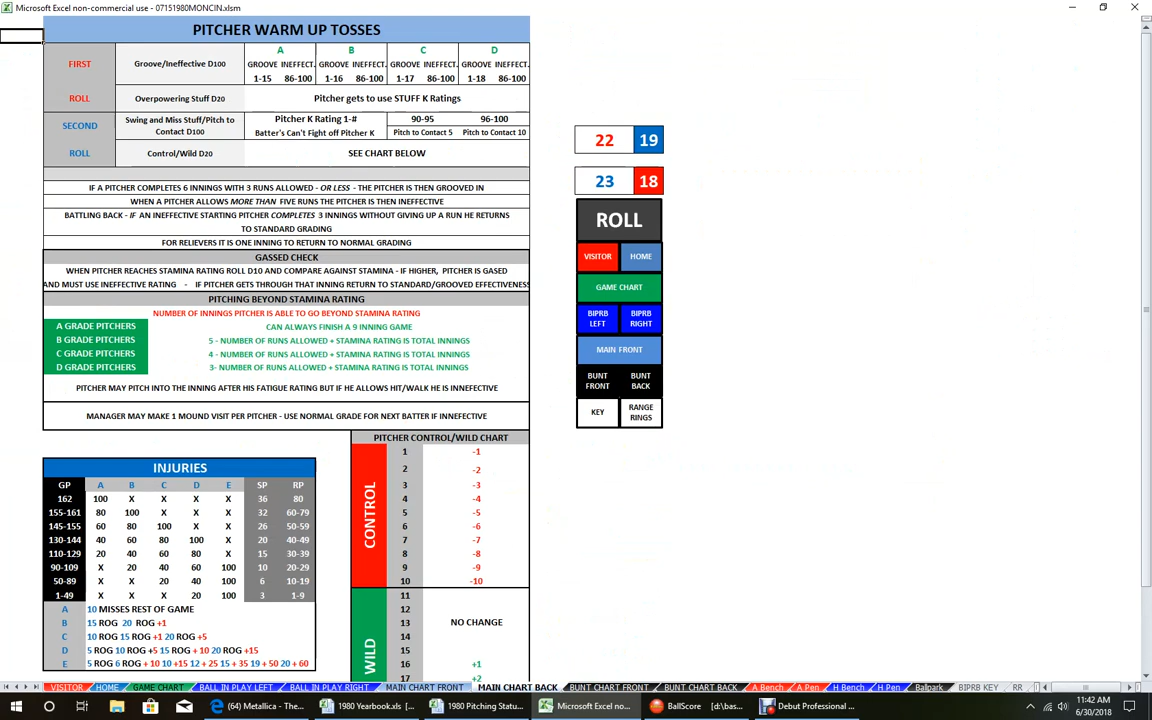 Microsoft Excel non-commercial use - 07151980MONCIN.xlsm
PITCHER WARM UP TOSSES
A B C D
FIRST Groove/Ineffective D100 GROOVE INEFFECT. GROOVE INEFFECT. GROOVE INEFFECT. GROOVE INEFFECT.
1-15 86-100 1-16 86-100 1-17 86-100 1-18 86-100
ROLL Overpowering Stuff D20 Pitcher gets to use STUFF K Ratings
SECOND Swing and Miss Stuff/Pitch to Contact D100 Pitcher K Rating 1-# 90-95 96-100
Batter's Can't Fight off Pitcher K Pitch to Contact 5 Pitch to Contact 10
ROLL Control/Wild D20 SEE CHART BELOW
IF A PITCHER COMPLETES 6 INNINGS WITH 3 RUNS ALLOWED - OR LESS - THE PITCHER IS THEN GROOVED IN
WHEN A PITCHER ALLOWS MORE THAN FIVE RUNS THE PITCHER IS THEN INEFFECTIVE
BATTLING BACK - IF AN INEFFECTIVE STARTING PITCHER COMPLETES 3 INNINGS WITHOUT GIVING UP A RUN HE RETURNS
TO STANDARD GRADING
FOR RELIEVERS IT IS ONE INNING TO RETURN TO NORMAL GRADING
GASSED CHECK
WHEN PITCHER REACHES STAMINA RATING ROLL D10 AND COMPARE AGAINST STAMINA - IF HIGHER, PITCHER IS GASED
AND MUST USE INEFFECTIVE RATING - IF PITCHER GETS THROUGH THAT INNING RETURN TO STANDARD/GROOVED EFFECTIVENESS
PITCHING BEYOND STAMINA RATING
NUMBER OF INNINGS PITCHER IS ABLE TO GO BEYOND STAMINA RATING
A GRADE PITCHERS CAN ALWAYS FINISH A 9 INNING GAME
B GRADE PITCHERS 5 - NUMBER OF RUNS ALLOWED + STAMINA RATING IS TOTAL INNINGS
C GRADE PITCHERS 4 - NUMBER OF RUNS ALLOWED + STAMINA RATING IS TOTAL INNINGS
D GRADE PITCHERS 3- NUMBER OF RUNS ALLOWED + STAMINA RATING IS TOTAL INNINGS
PITCHER MAY PITCH INTO THE INNING AFTER HIS FATIGUE RATING BUT IF HE ALLOWS HIT/WALK HE IS INNEFECTIVE
MANAGER MAY MAKE 1 MOUND VISIT PER PITCHER - USE NORMAL GRADE FOR NEXT BATTER IF INNEFECTIVE
INJURIES
GP A B C D E SP RP
162 100 X X X X 36 80
155-161 80 100 X X X 32 60-79
145-155 60 80 100 X X 26 50-59
130-144 40 60 80 100 X 20 40-49
110-129 20 40 60 80 X 15 30-39
90-109 X 20 40 60 100 10 20-29
50-89 X X 20 40 100 6 10-19
1-49 X X X 20 100 3 1-9
A 10 MISSES REST OF GAME
B 15 ROG 20 ROG +1
C 10 ROG 15 ROG +1 20 ROG +5
D 5 ROG 10 ROG +5 15 ROG + 10 20 ROG +15
E 5 ROG 6 ROG + 10 10 +15 12 + 25 15 + 35 19 + 50 20 + 60
PITCHER CONTROL/WILD CHART
CONTROL
1 -1
2 -2
3 -3
4 -4
5 -5
6 -6
7 -7
8 -8
9 -9
10 -10
WILD
11
12
13 NO CHANGE
14
15
16 +1
17 +2
22 19
23 18
ROLL
VISITOR HOME
GAME CHART
BIPRB LEFT BIPRB RIGHT
MAIN FRONT
BUNT FRONT BUNT BACK
KEY RANGE RINGS
VISITOR HOME GAME CHART BALL IN PLAY LEFT BALL IN PLAY RIGHT MAIN CHART FRONT MAIN CHART BACK BUNT CHART FRONT BUNT CHART BACK A Bench A Pen H Bench H Pen Ballpark BIPRB KEY RR
(64) Metallica - The... 1980 Yearbook.xls [... 1980 Pitching Statu... Microsoft Excel no... BallScore [d:\bas... Debut Professional ...
11:42 AM
6/30/2018